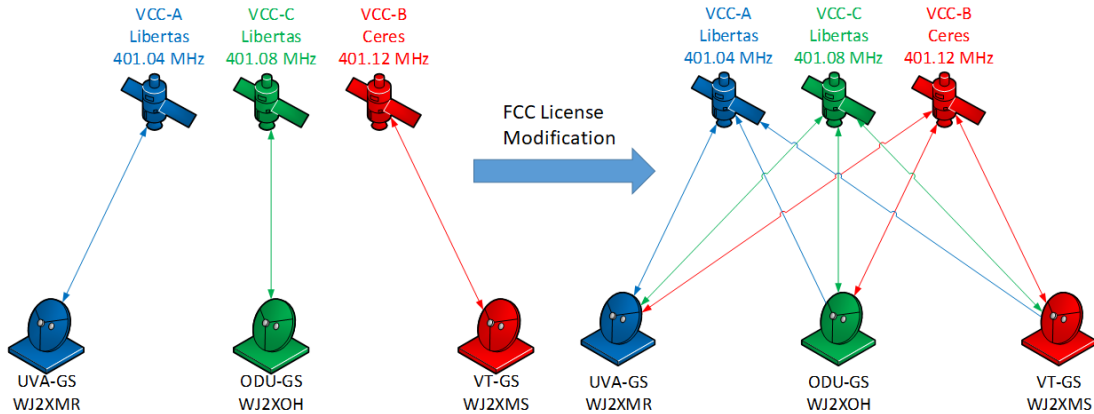 VCC-A
Libertas
401.04 MHz
VCC-C
Libertas
401.08 MHz
VCC-B
Ceres
401.12 MHz
FCC License
Modification
VCC-A
Libertas
401.04 MHz
VCC-C
Libertas
401.08 MHz
VCC-B
Ceres
401.12 MHz
UVA-GS
WJ2XMR
ODU-GS
WJ2XOH
VT-GS
WJ2XMS
UVA-GS
WJ2XMR
ODU-GS
WJ2XOH
VT-GS
WJ2XMS